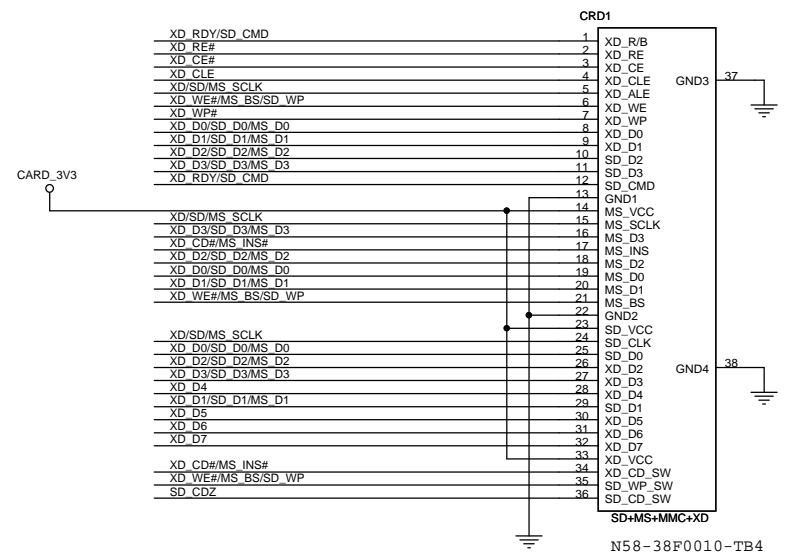 CRD1
XD_RDY/SD_CMD 1 XD_R/B
XD_RE# 2 XD_RE
XD_CE# 3 XD_CE
XD_CLE 4 XD_CLE
XD/SD/MS_SCLK 5 XD_ALE
XD_WE#/MS_BS/SD_WP 6 XD_WE
XD_WP# 7 XD_WP
XD_D0/SD_D0/MS_D0 8 XD_D0
XD_D1/SD_D1/MS_D1 9 XD_D1
XD_D2/SD_D2/MS_D2 10 SD_D2
XD_D3/SD_D3/MS_D3 11 SD_D3
XD_RDY/SD_CMD 12 SD_CMD
13 GND1
CARD_3V3
14 MS_VCC
XD/SD/MS_SCLK 15 MS_SCLK
XD_D3/SD_D3/MS_D3 16 MS_D3
XD_CD#/MS_INS# 17 MS_INS
XD_D2/SD_D2/MS_D2 18 MS_D2
XD_D0/SD_D0/MS_D0 19 MS_D0
XD_D1/SD_D1/MS_D1 20 MS_D1
XD_WE#/MS_BS/SD_WP 21 MS_BS
22 GND2
23 SD_VCC
XD/SD/MS_SCLK 24 SD_CLK
XD_D0/SD_D0/MS_D0 25 SD_D0
XD_D2/SD_D2/MS_D2 26 XD_D2
XD_D3/SD_D3/MS_D3 27 XD_D3
XD_D4 28 XD_D4
XD_D1/SD_D1/MS_D1 29 SD_D1
XD_D5 30 XD_D5
XD_D6 31 XD_D6
XD_D7 32 XD_D7
33 XD_VCC
XD_CD#/MS_INS# 34 XD_CD_SW
XD_WE#/MS_BS/SD_WP 35 SD_WP_SW
SD_CDZ 36 SD_CD_SW
GND3 37
GND4 38
SD+MS+MMC+XD
N58-38F0010-TB4